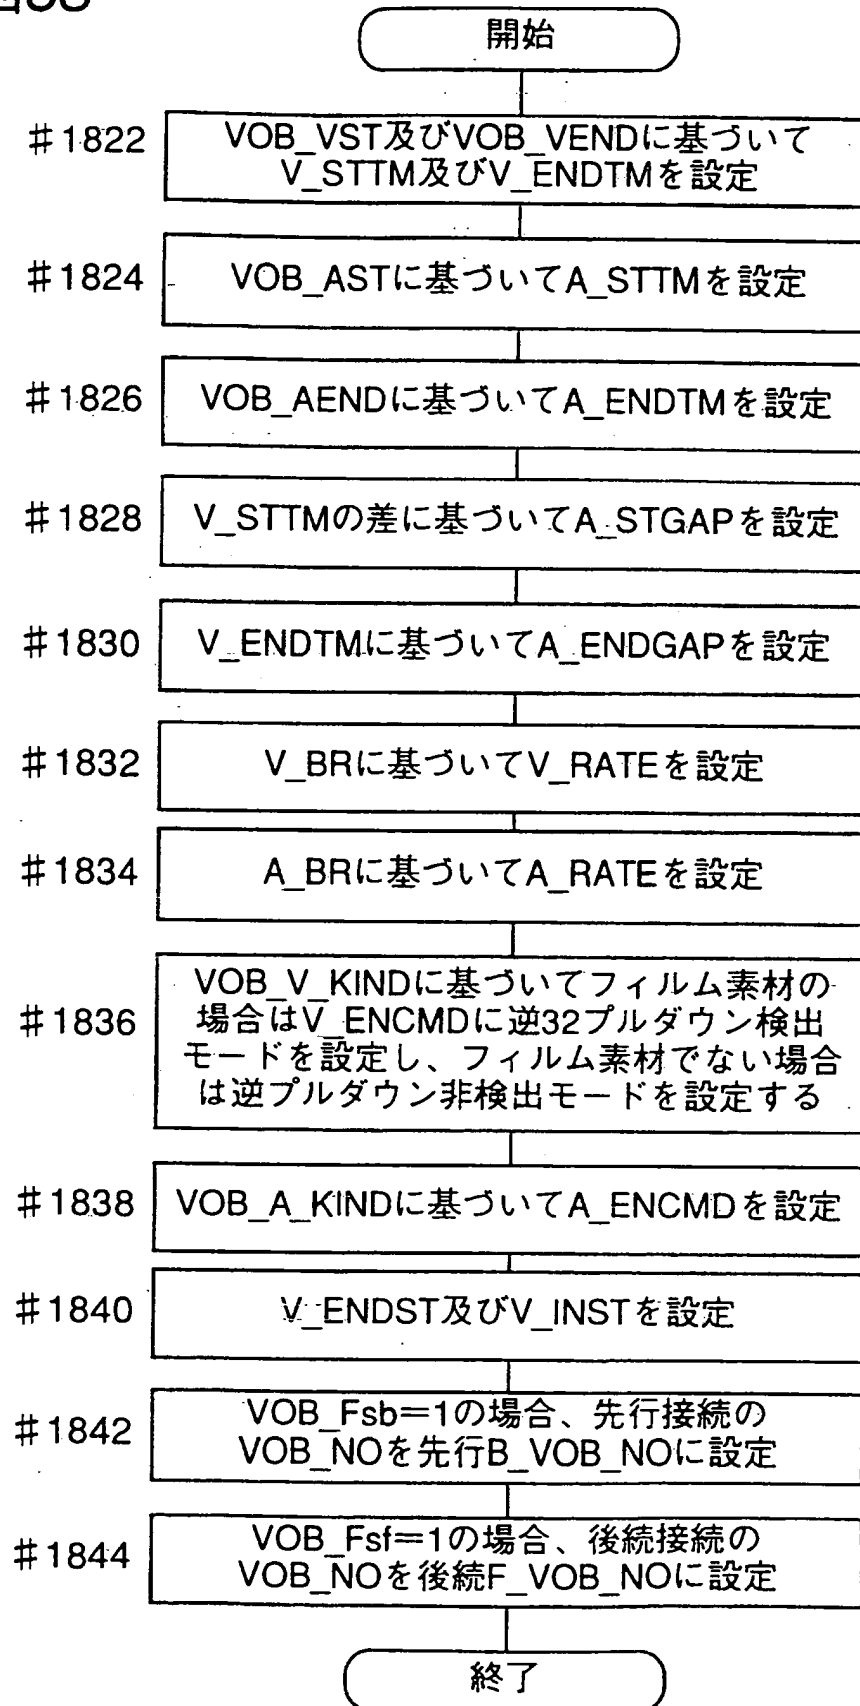 開始
#1822
VOB_VST及びVOB_VENDに基づいて
V_STTM及びV_ENDTMを設定
#1824
VOB_ASTに基づいてA_STTMを設定
#1826
VOB_AENDに基づいてA_ENDTMを設定
#1828
V_STTMの差に基づいてA_STGAPを設定
#1830
V_ENDTMに基づいてA_ENDGAPを設定
#1832
V_BRに基づいてV_RATEを設定
#1834
A_BRに基づいてA_RATEを設定
#1836
VOB_V_KINDに基づいてフィルム素材の
場合はV_ENCMDに逆32プルダウン検出
モードを設定し、フィルム素材でない場合
は逆プルダウン非検出モードを設定する
#1838
VOB_A_KINDに基づいてA_ENCMDを設定
#1840
V_ENDST及びV_INSTを設定
#1842
VOB_Fsb=1の場合、先行接続の
VOB_NOを先行B_VOB_NOに設定
#1844
VOB_Fsf=1の場合、後続接続の
VOB_NOを後続F_VOB_NOに設定
終了